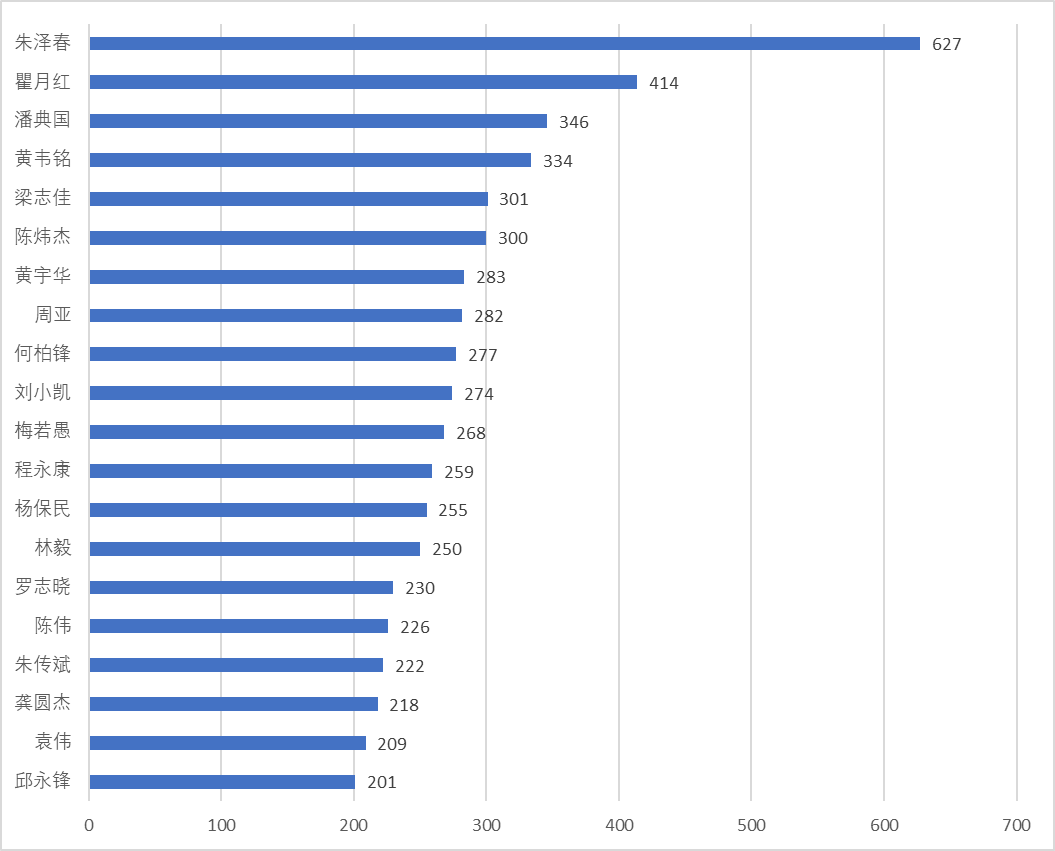 朱泽春 627
瞿月红 414
潘典国 346
黄韦铭 334
梁志佳 301
陈炜杰 300
黄宇华 283
周亚 282
何柏锋 277
刘小凯 274
梅若愚 268
程永康 259
杨保民 255
林毅 250
罗志晓 230
陈伟 226
朱传斌 222
龚圆杰 218
袁伟 209
邱永锋 201
0 100 200 300 400 500 600 700